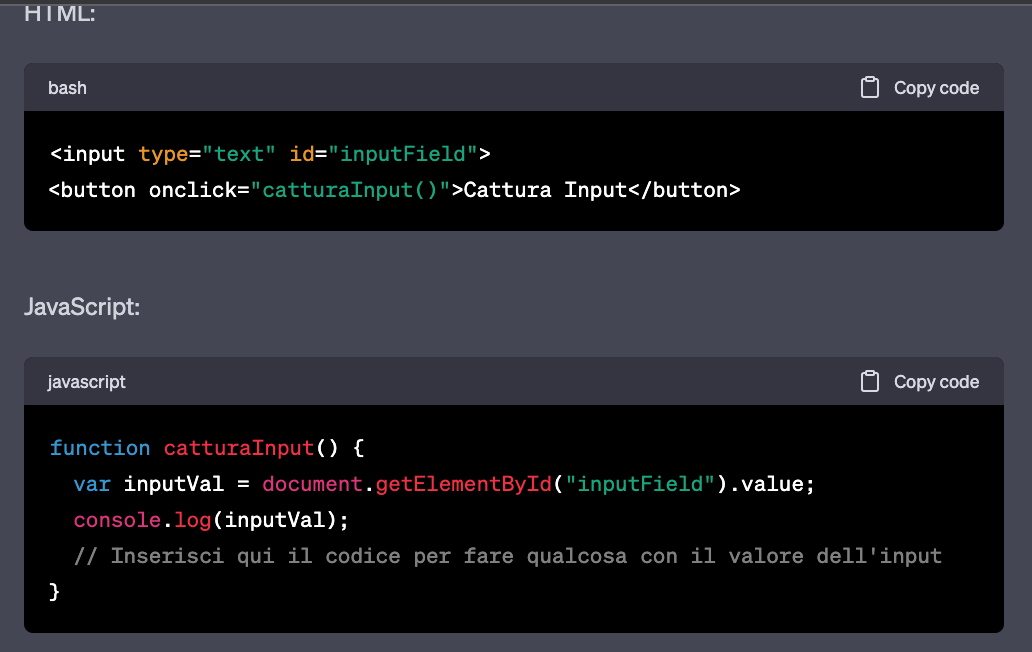 HTML:
bash
Copy code
<input type="text" id="inputField">
<button onclick="catturaInput()">Cattura Input</button>
JavaScript:
javascript
Copy code
function catturaInput() {
  var inputVal = document.getElementById("inputField").value;
  console.log(inputVal);
  // Inserisci qui il codice per fare qualcosa con il valore dell'input
}